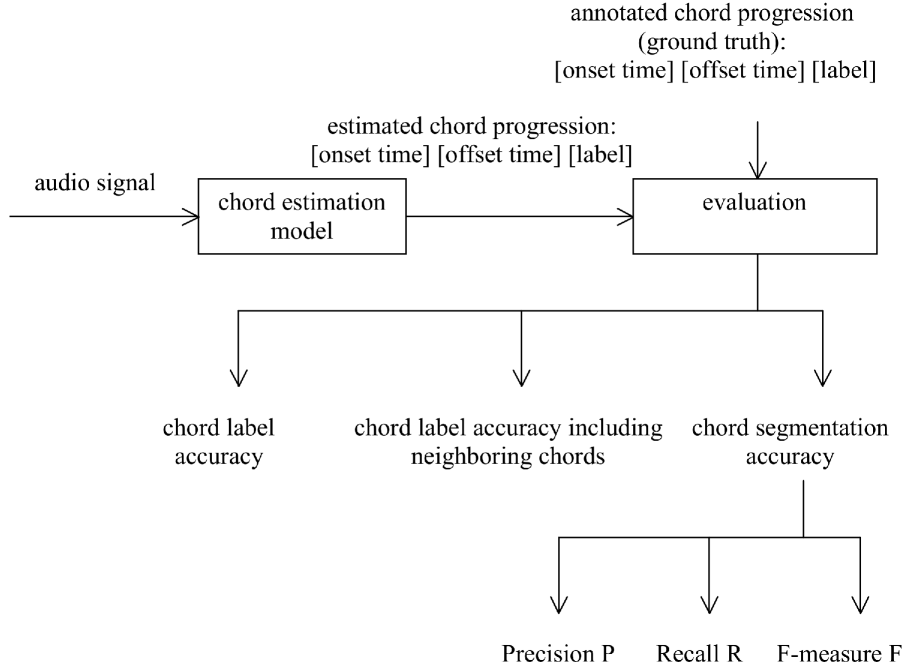 annotated chord progression
(ground truth):
[onset time] [offset time] [label]
estimated chord progression:
[onset time] [offset time] [label]
audio signal
chord estimation
model
evaluation
chord label
accuracy
chord label accuracy including
neighboring chords
chord segmentation
accuracy
Precision P
Recall R
F-measure F